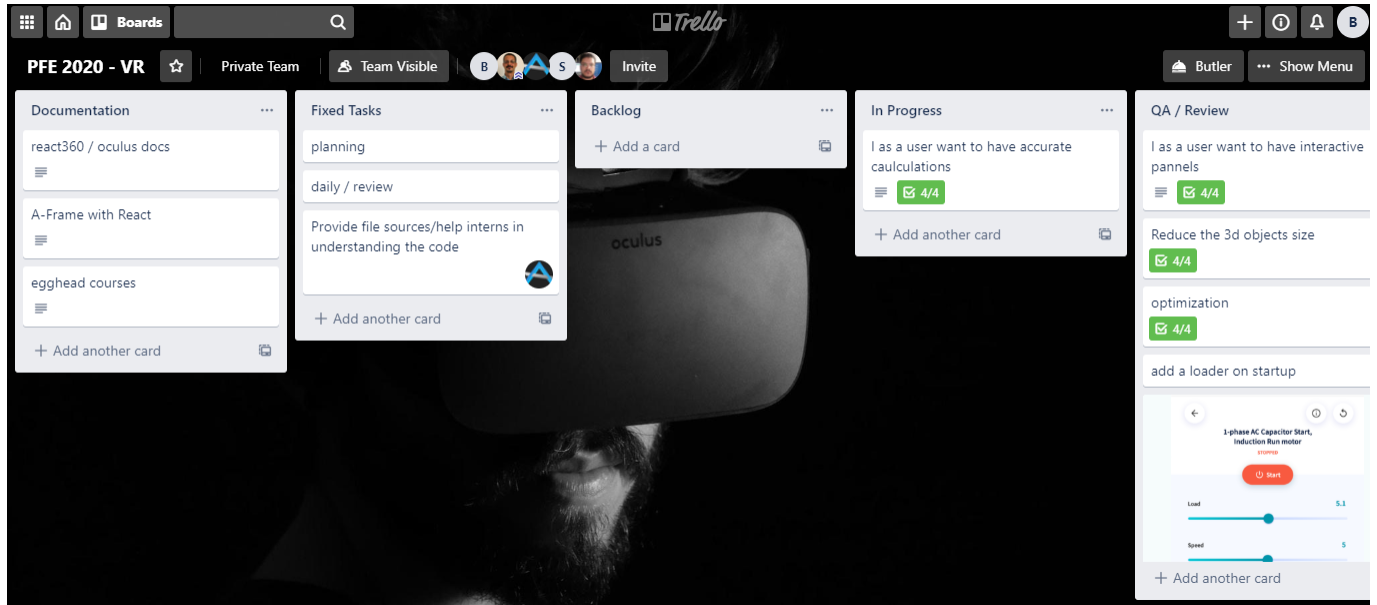 Boards
Trello
B
PFE 2020 - VR
Private Team
Team Visible
B
S
Invite
Butler
Show Menu
Documentation
react360 / oculus docs
A-Frame with React
egghead courses
+ Add another card
Fixed Tasks
planning
daily / review
Provide file sources/help interns in
understanding the code
+ Add another card
Backlog
+ Add a card
In Progress
I as a user want to have accurate
caulculations
4/4
+ Add another card
QA / Review
I as a user want to have interactive
pannels
4/4
Reduce the 3d objects size
4/4
optimization
4/4
add a loader on startup
1-phase AC Capacitor Start,
Induction Run motor
STOPPED
Start
Load 5.1
Speed 5
+ Add another card
oculus